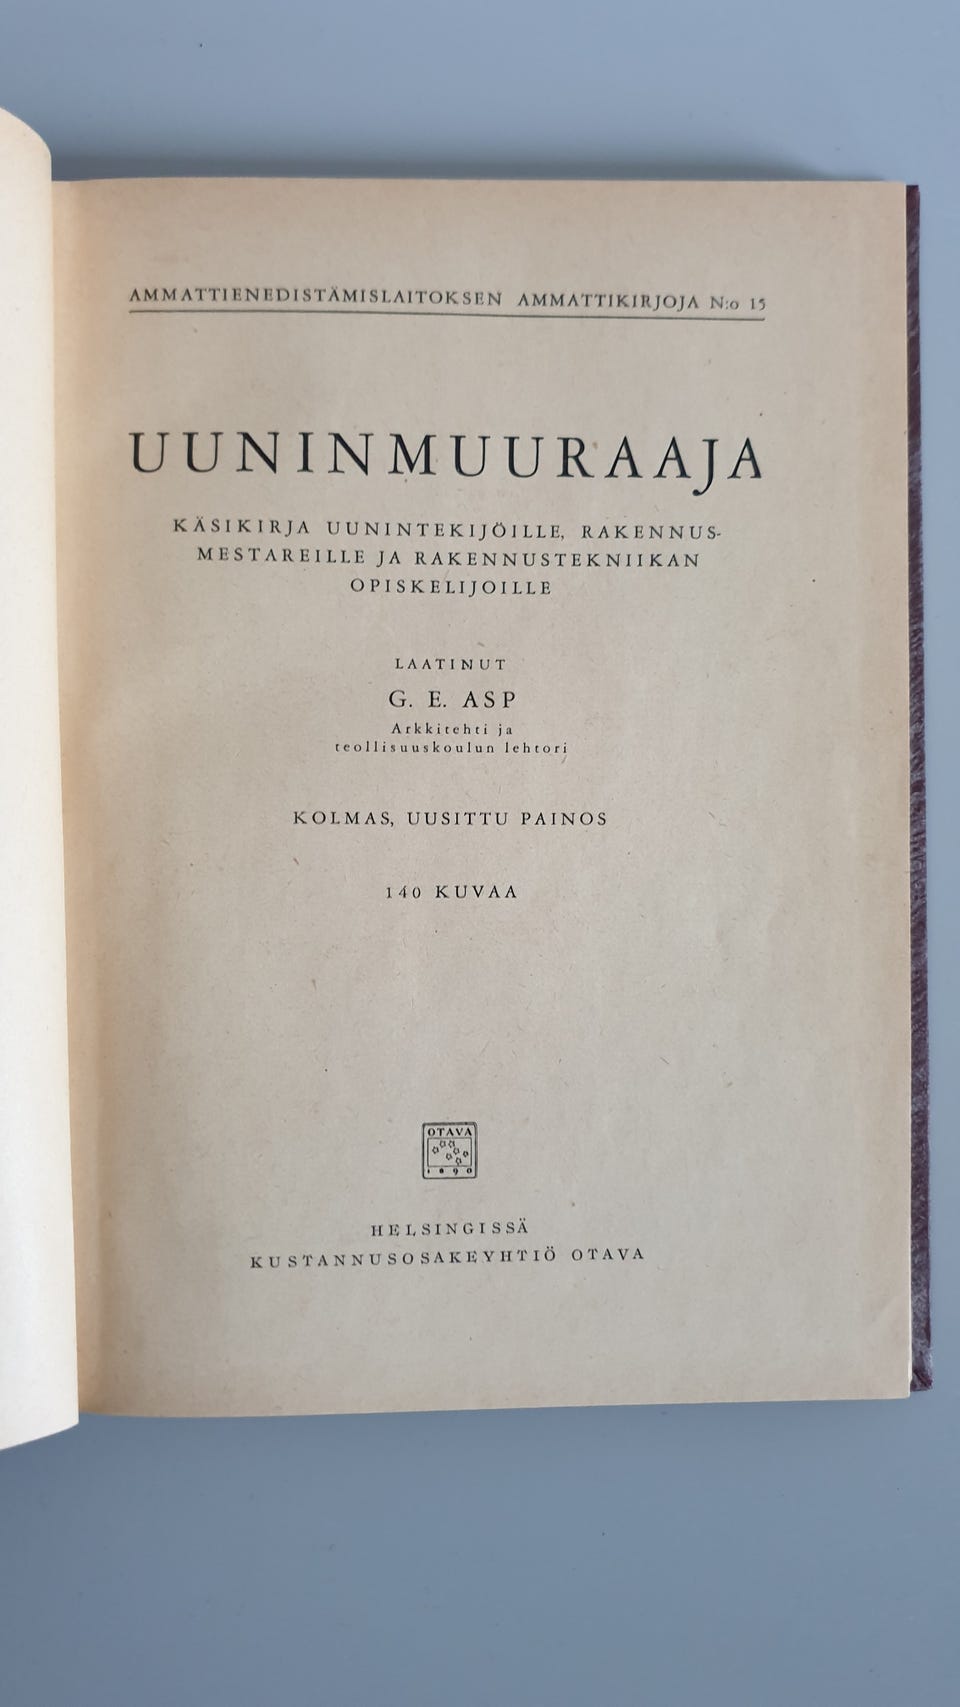 AMMATTIENEDISTÄMISLAITOKSEN AMMATTIKIRJOJA N:o 15
UUNINMUURAAJA
KÄSIKIRJA UUNINTEKIJÖILLE, RAKENNUS-
MESTAREILLE JA RAKENNUSTEKNIIKAN
OPISKELIJOILLE
LAATINUT
G. E. ASP
Arkkitehti ja
teollisuuskoulun lehtori
KOLMAS, UUSITTU PAINOS
140 KUVAA
OTAVA
1890
HELSINGISSÄ
KUSTANNUSOSAKEYHTIÖ OTAVA